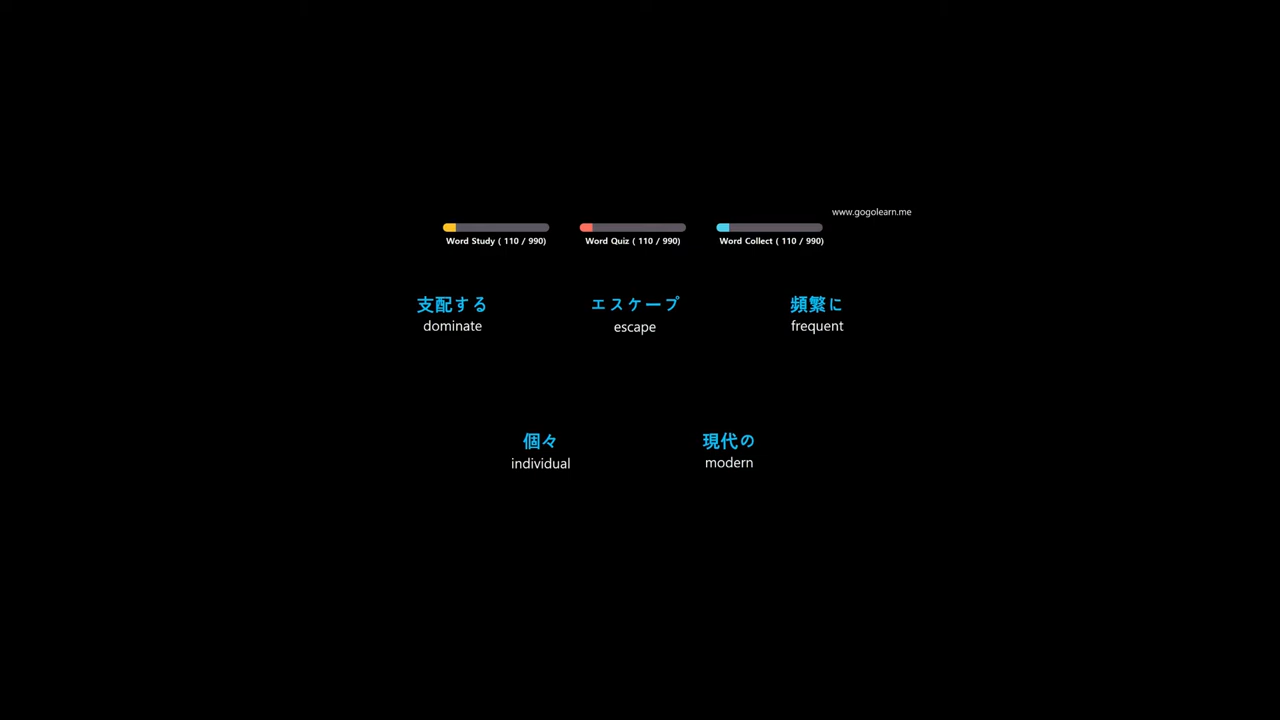 www.gogolearn.me
Word Study ( 110 / 990)
Word Quiz ( 110 / 990)
Word Collect ( 110 / 990)
支配する
dominate
エスケープ
escape
頻繁に
frequent
個々
individual
現代の
modern